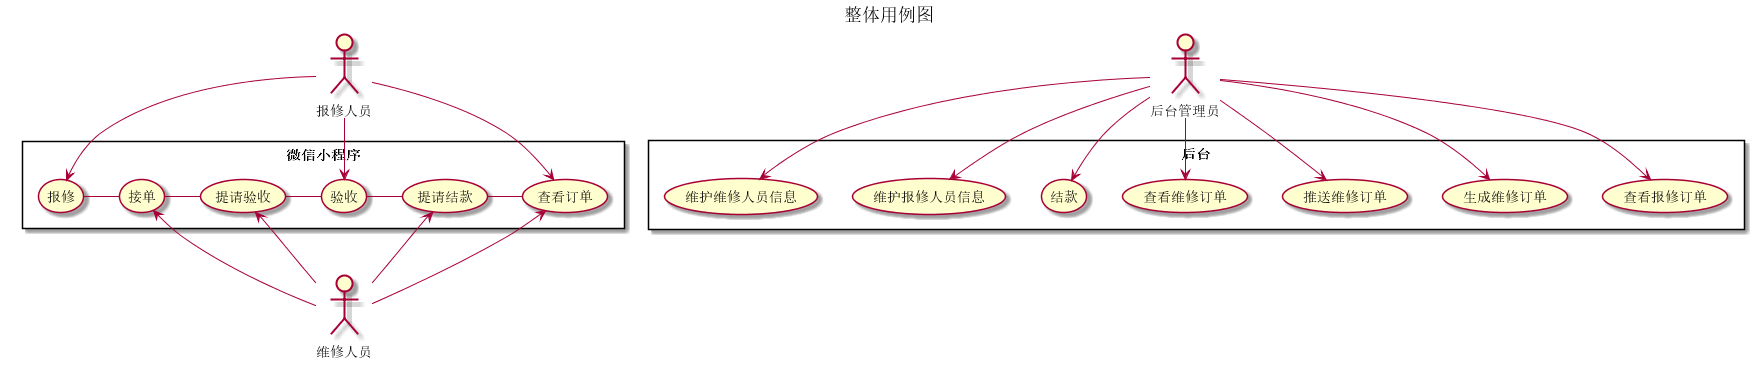 整体用例图
报修人员
后台管理员
微信小程序
后台
报修
接单
提请验收
验收
提请结款
查看订单
维护维修人员信息
维护报修人员信息
结款
查看维修订单
推送维修订单
生成维修订单
查看报修订单
维修人员